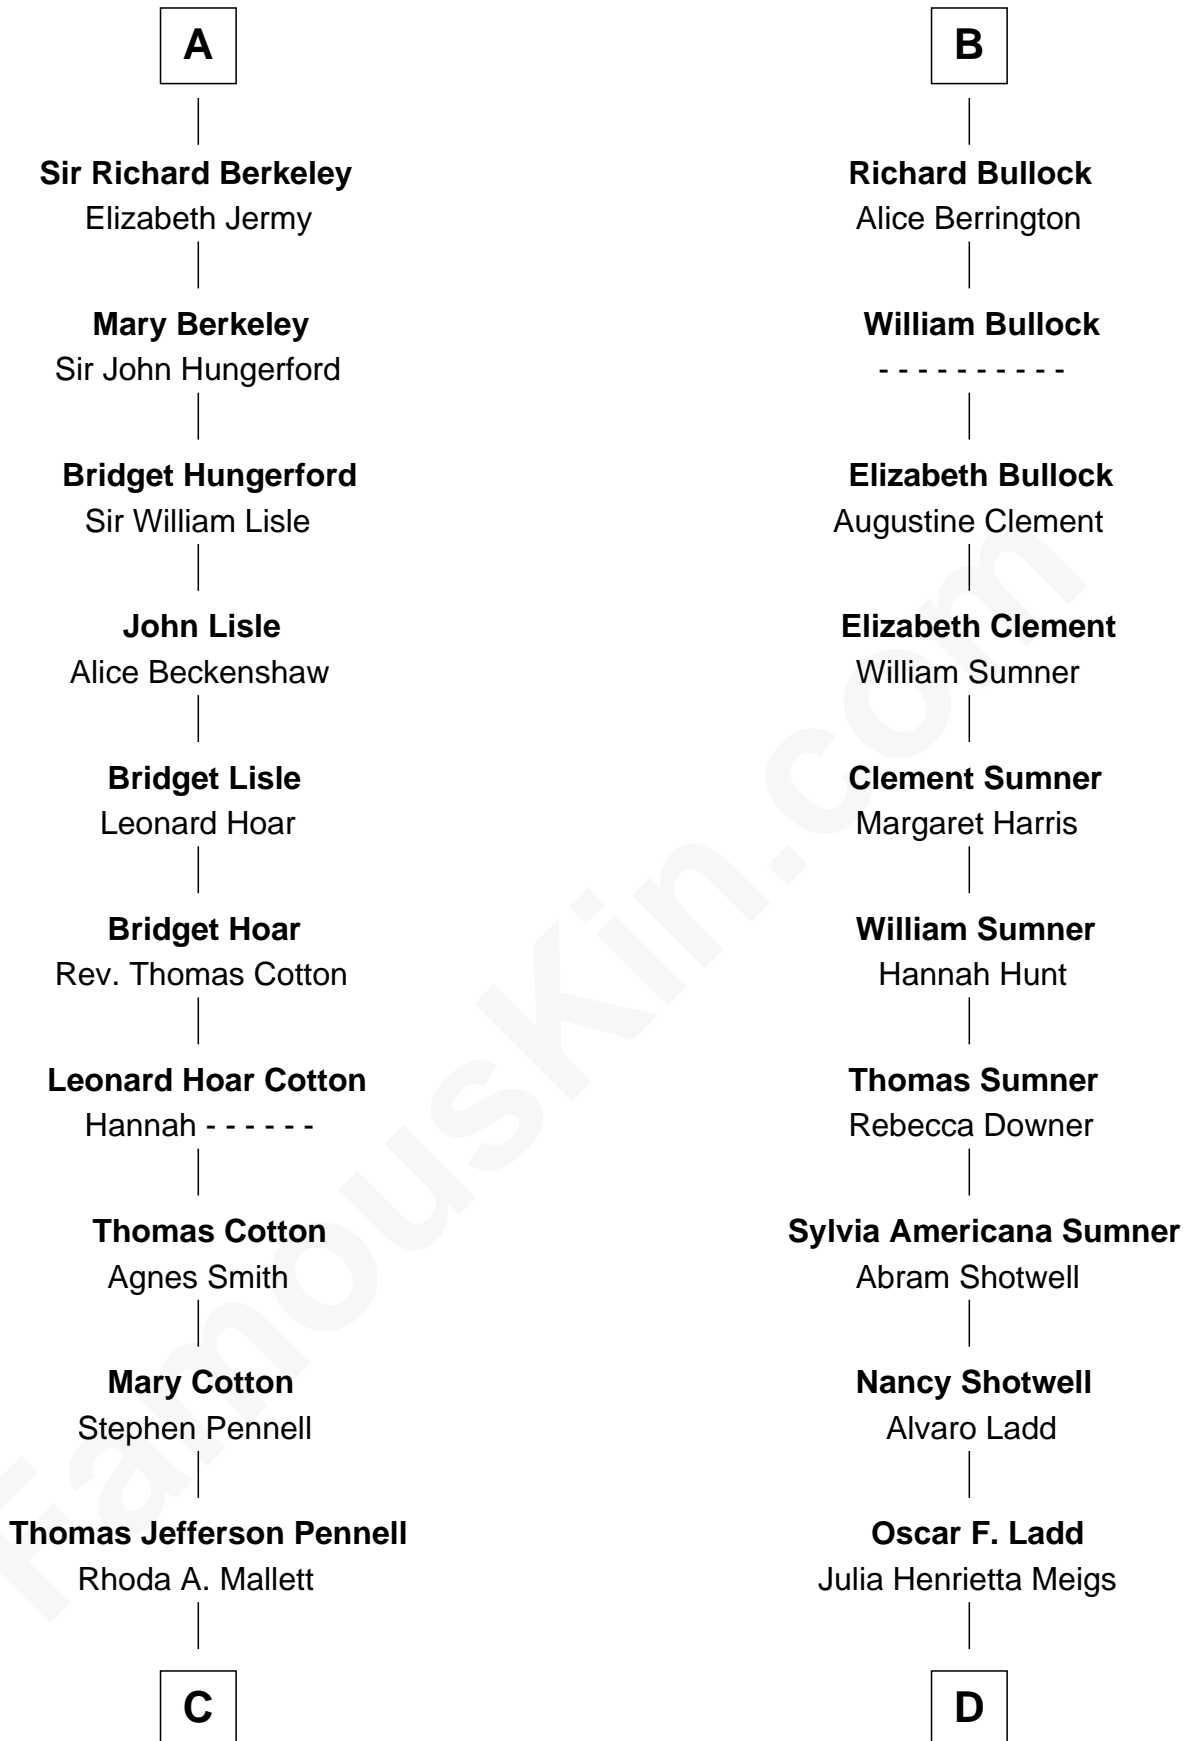 A
Sir Richard Berkeley
Elizabeth Jermy
Mary Berkeley
Sir John Hungerford
Bridget Hungerford
Sir William Lisle
John Lisle
Alice Beckenshaw
Bridget Lisle
Leonard Hoar
Bridget Hoar
Rev. Thomas Cotton
Leonard Hoar Cotton
Hannah - - - - - -
Thomas Cotton
Agnes Smith
Mary Cotton
Stephen Pennell
Thomas Jefferson Pennell
Rhoda A. Mallett
C
B
Richard Bullock
Alice Berrington
William Bullock
- - - - - - - - - -
Elizabeth Bullock
Augustine Clement
Elizabeth Clement
William Sumner
Clement Sumner
Margaret Harris
William Sumner
Hannah Hunt
Thomas Sumner
Rebecca Downer
Sylvia Americana Sumner
Abram Shotwell
Nancy Shotwell
Alvaro Ladd
Oscar F. Ladd
Julia Henrietta Meigs
D
FamousKin.com